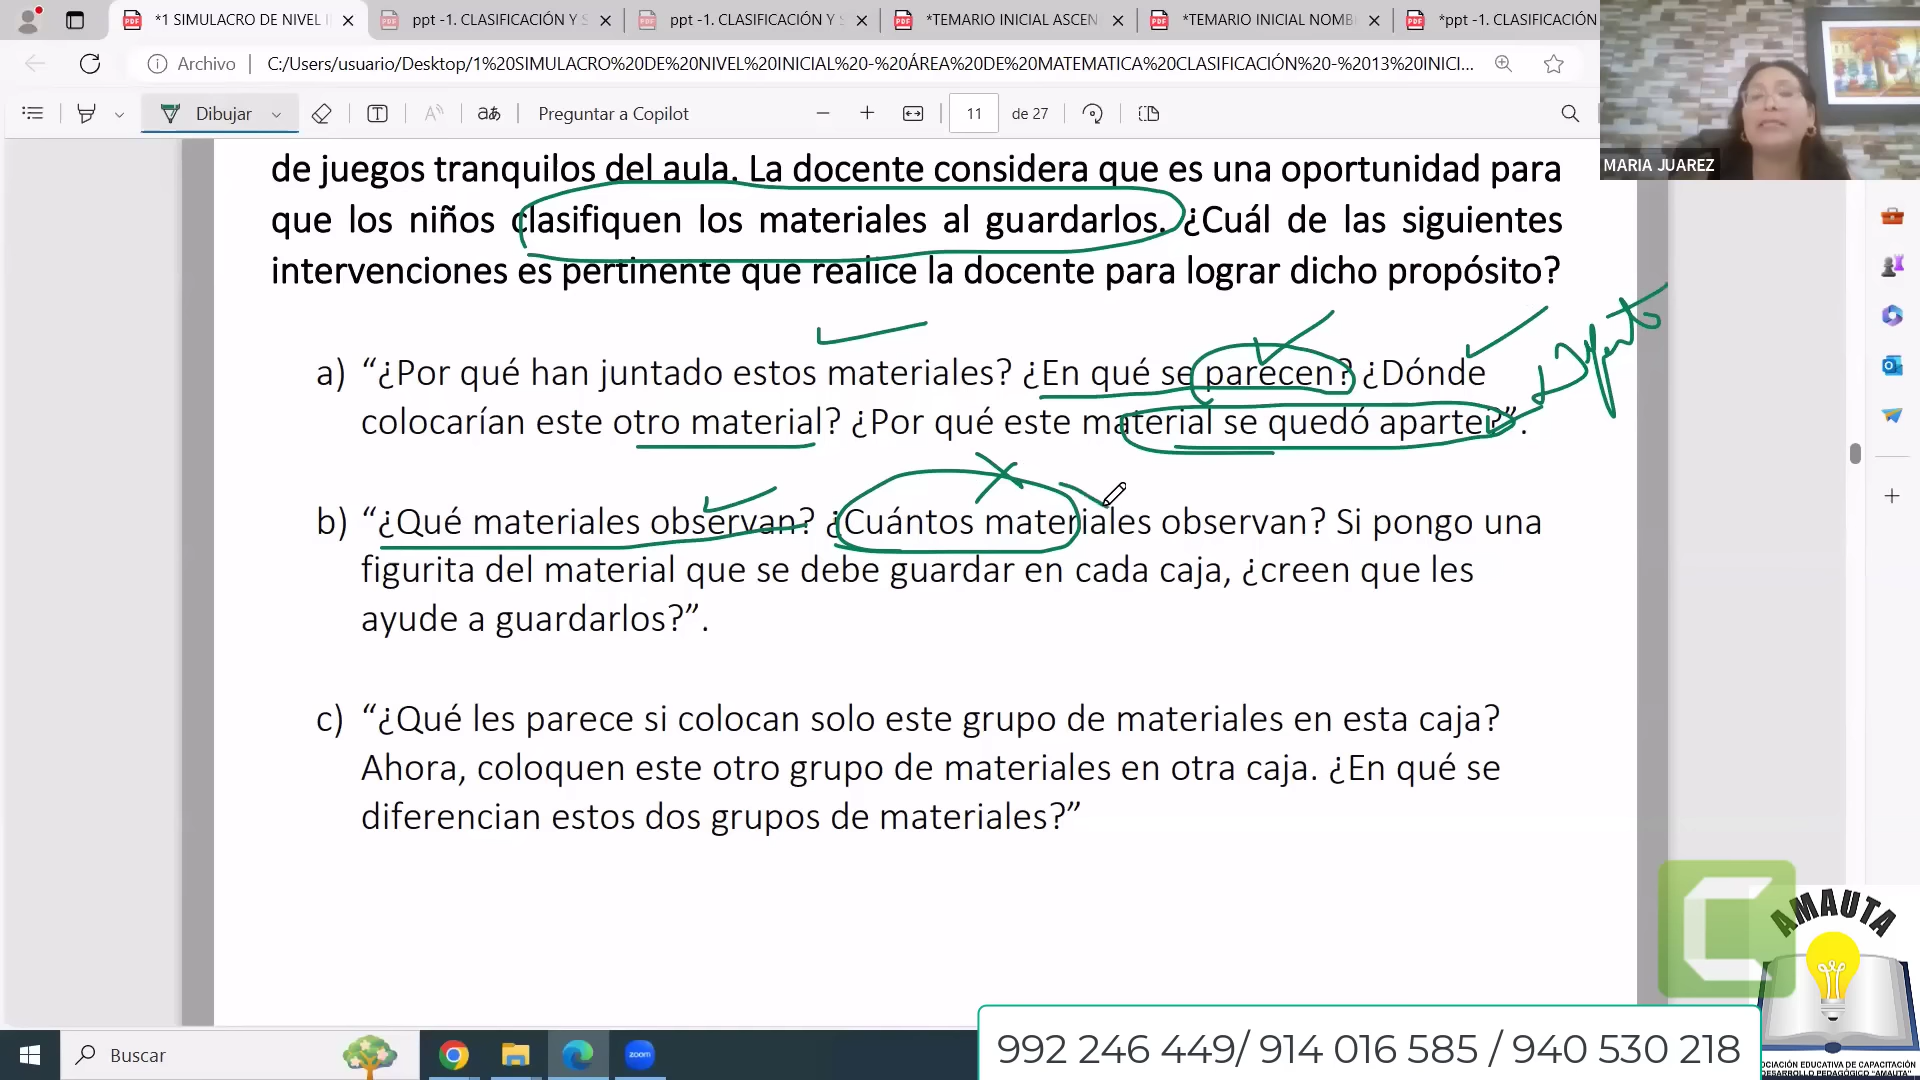 *1 SIMULACRO DE NIVEL I
ppt -1. CLASIFICACIÓN Y S
ppt -1. CLASIFICACIÓN Y S
*TEMARIO INICIAL ASCEN
*TEMARIO INICIAL NOMB
*ppt -1. CLASIFICACIÓN
Archivo
C:/Users/usuario/Desktop/1%20SIMULACRO%20DE%20NIVEL%20INICIAL%20-%20ÁREA%20DE%20MATEMATICA%20CLASIFICACIÓN%20-%2013%20INICI...
Dibujar
aあ
Preguntar a Copilot
11
de 27
MARIA JUAREZ
de juegos tranquilos del aula. La docente considera que es una oportunidad para
que los niños clasifiquen los materiales al guardarlos. ¿Cuál de las siguientes
intervenciones es pertinente que realice la docente para lograr dicho propósito?
a) “¿Por qué han juntado estos materiales? ¿En qué se parecen? ¿Dónde
colocarían este otro material? ¿Por qué este material se quedó aparte?”.
b) “¿Qué materiales observan? ¿Cuántos materiales observan? Si pongo una
figurita del material que se debe guardar en cada caja, ¿creen que les
ayude a guardarlos?”.
c) “¿Qué les parece si colocan solo este grupo de materiales en esta caja?
Ahora, coloquen este otro grupo de materiales en otra caja. ¿En qué se
diferencian estos dos grupos de materiales?”
AMAUTA
992 246 449/ 914 016 585 / 940 530 218
Buscar
zoom